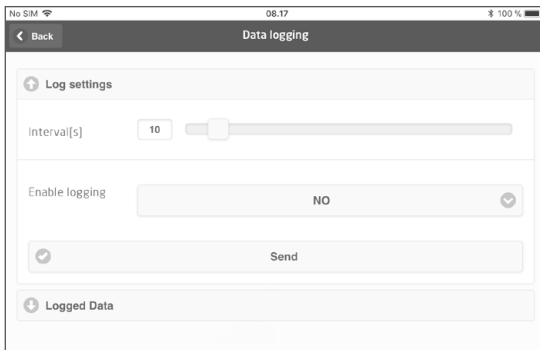 No SIM 08.17 100 %
Back Data logging
Log settings
Interval[s] 10
Enable logging NO
Send
Logged Data